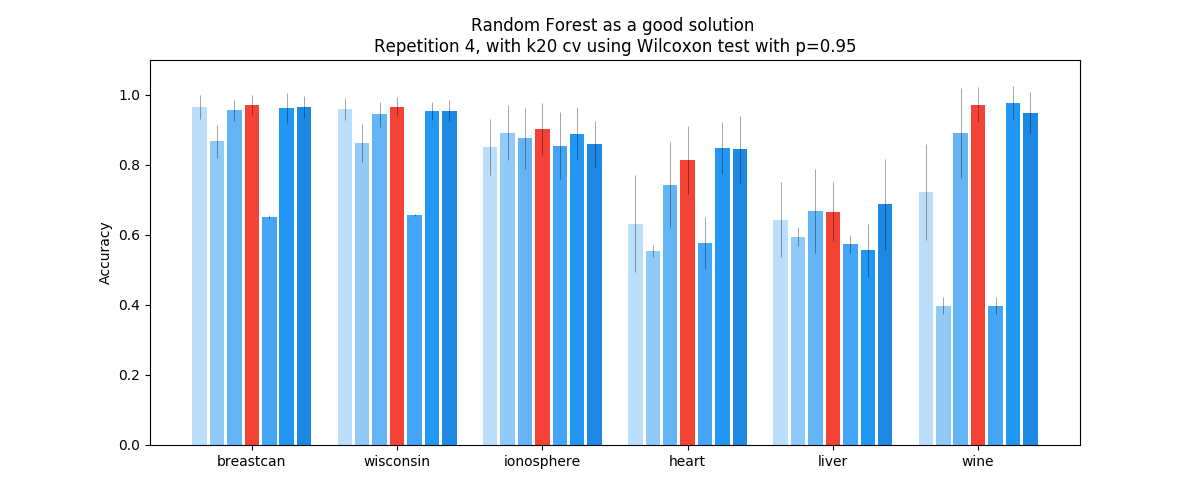 Random Forest as a good solution
Repetition 4, with k20 cv using Wilcoxon test with p=0.95
1.0
0.8
0.6
0.4
0.2
0.0
Accuracy
breastcan wisconsin ionosphere heart liver wine